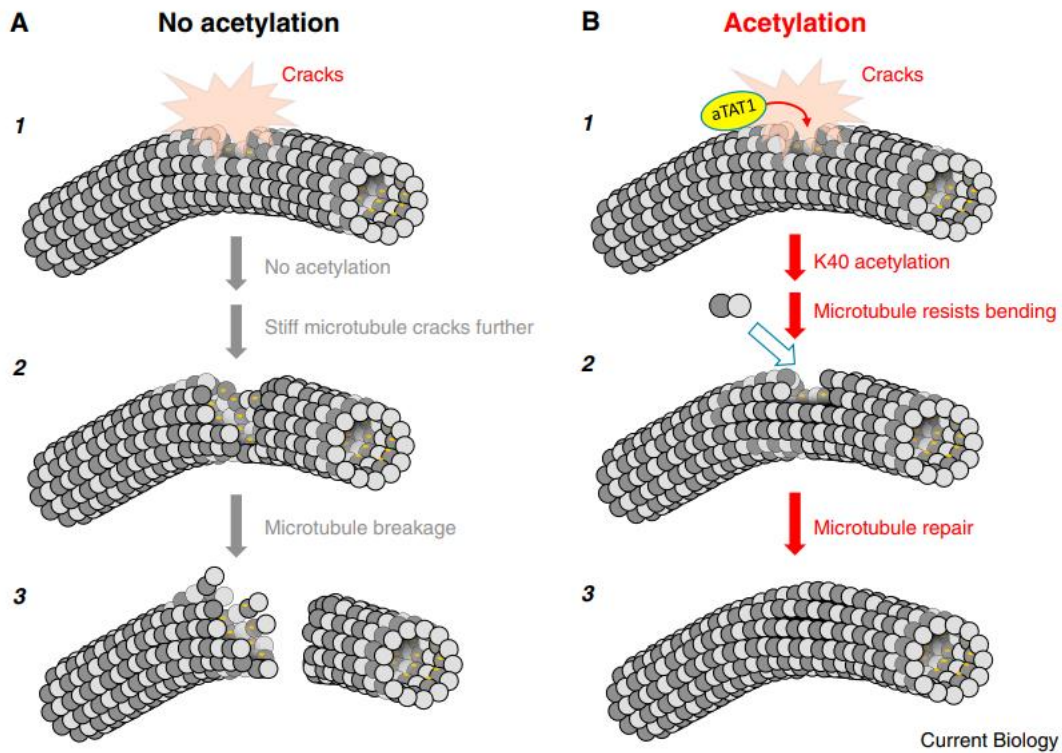 A
No acetylation
Cracks
1
No acetylation
Stiff microtubule cracks further
2
Microtubule breakage
3
B
Acetylation
Cracks
aTAT1
1
K40 acetylation
Microtubule resists bending
2
Microtubule repair
3
Current Biology